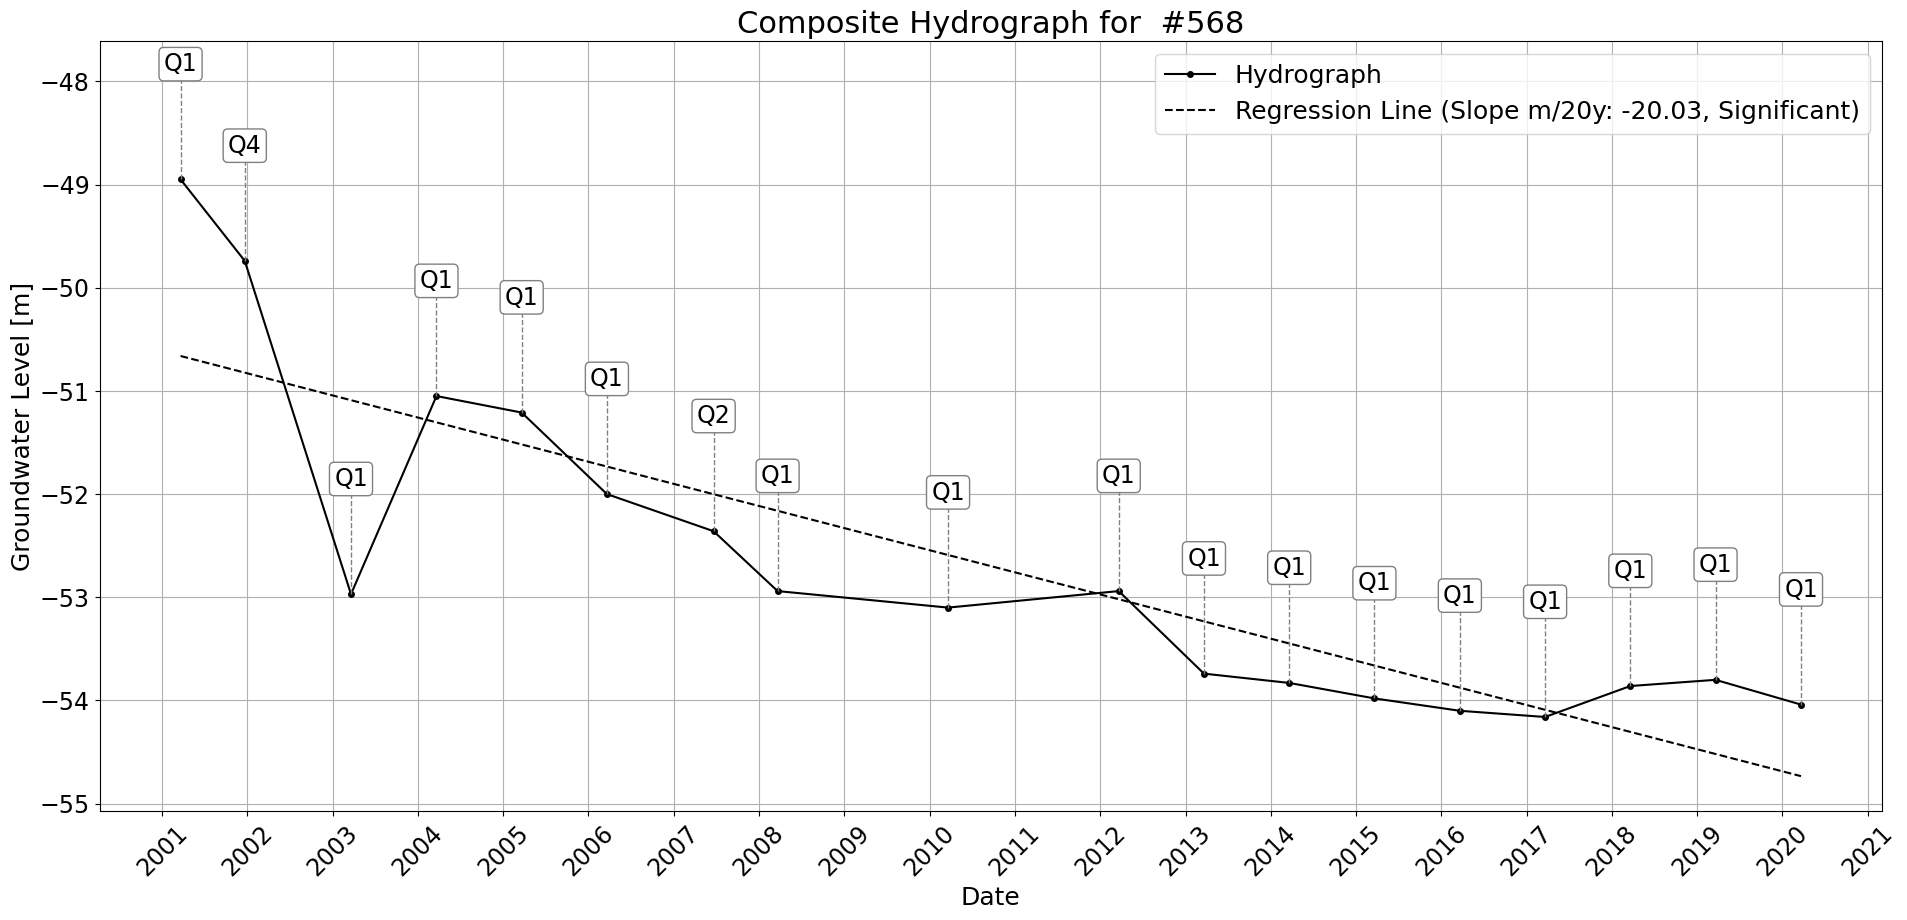 Composite Hydrograph for  #568
Hydrograph
Regression Line (Slope m/20y: -20.03, Significant)
Groundwater Level [m]
−48
−49
−50
−51
−52
−53
−54
−55
Q1
Q4
Q1
Q1
Q1
Q1
Q2
Q1
Q1
Q1
Q1
Q1
Q1
Q1
Q1
Q1
Q1
Q1
2001
2002
2003
2004
2005
2006
2007
2008
2009
2010
2011
2012
2013
2014
2015
2016
2017
2018
2019
2020
2021
Date